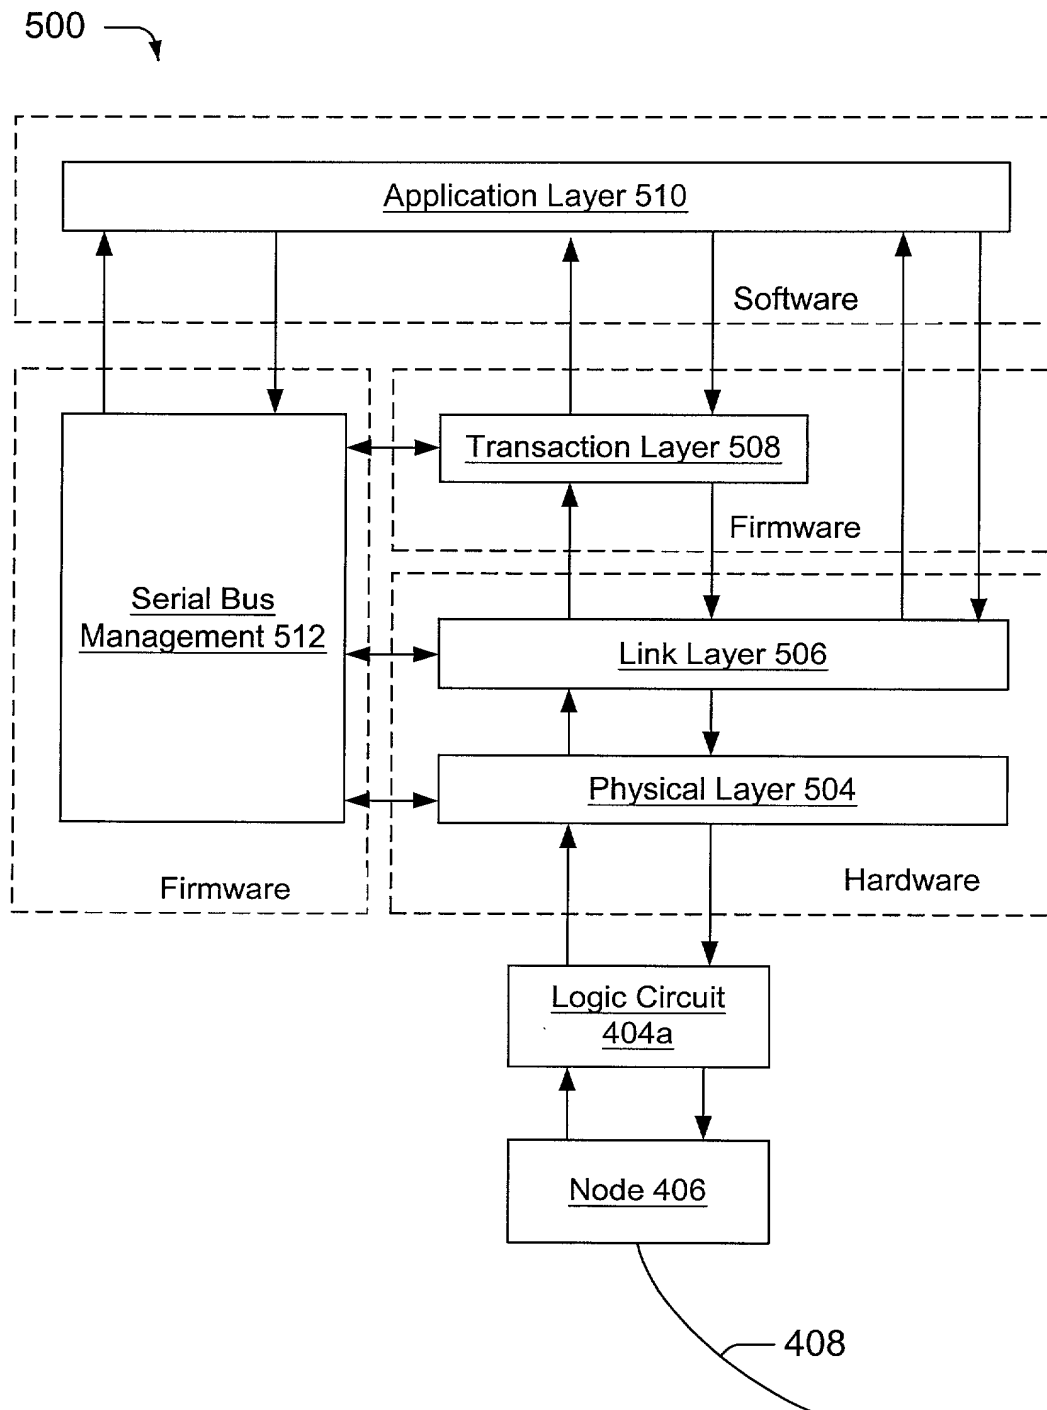 500
Application Layer 510
Software
Transaction Layer 508
Firmware
Serial Bus
Management 512
Link Layer 506
Physical Layer 504
Firmware
Hardware
Logic Circuit
404a
Node 406
408